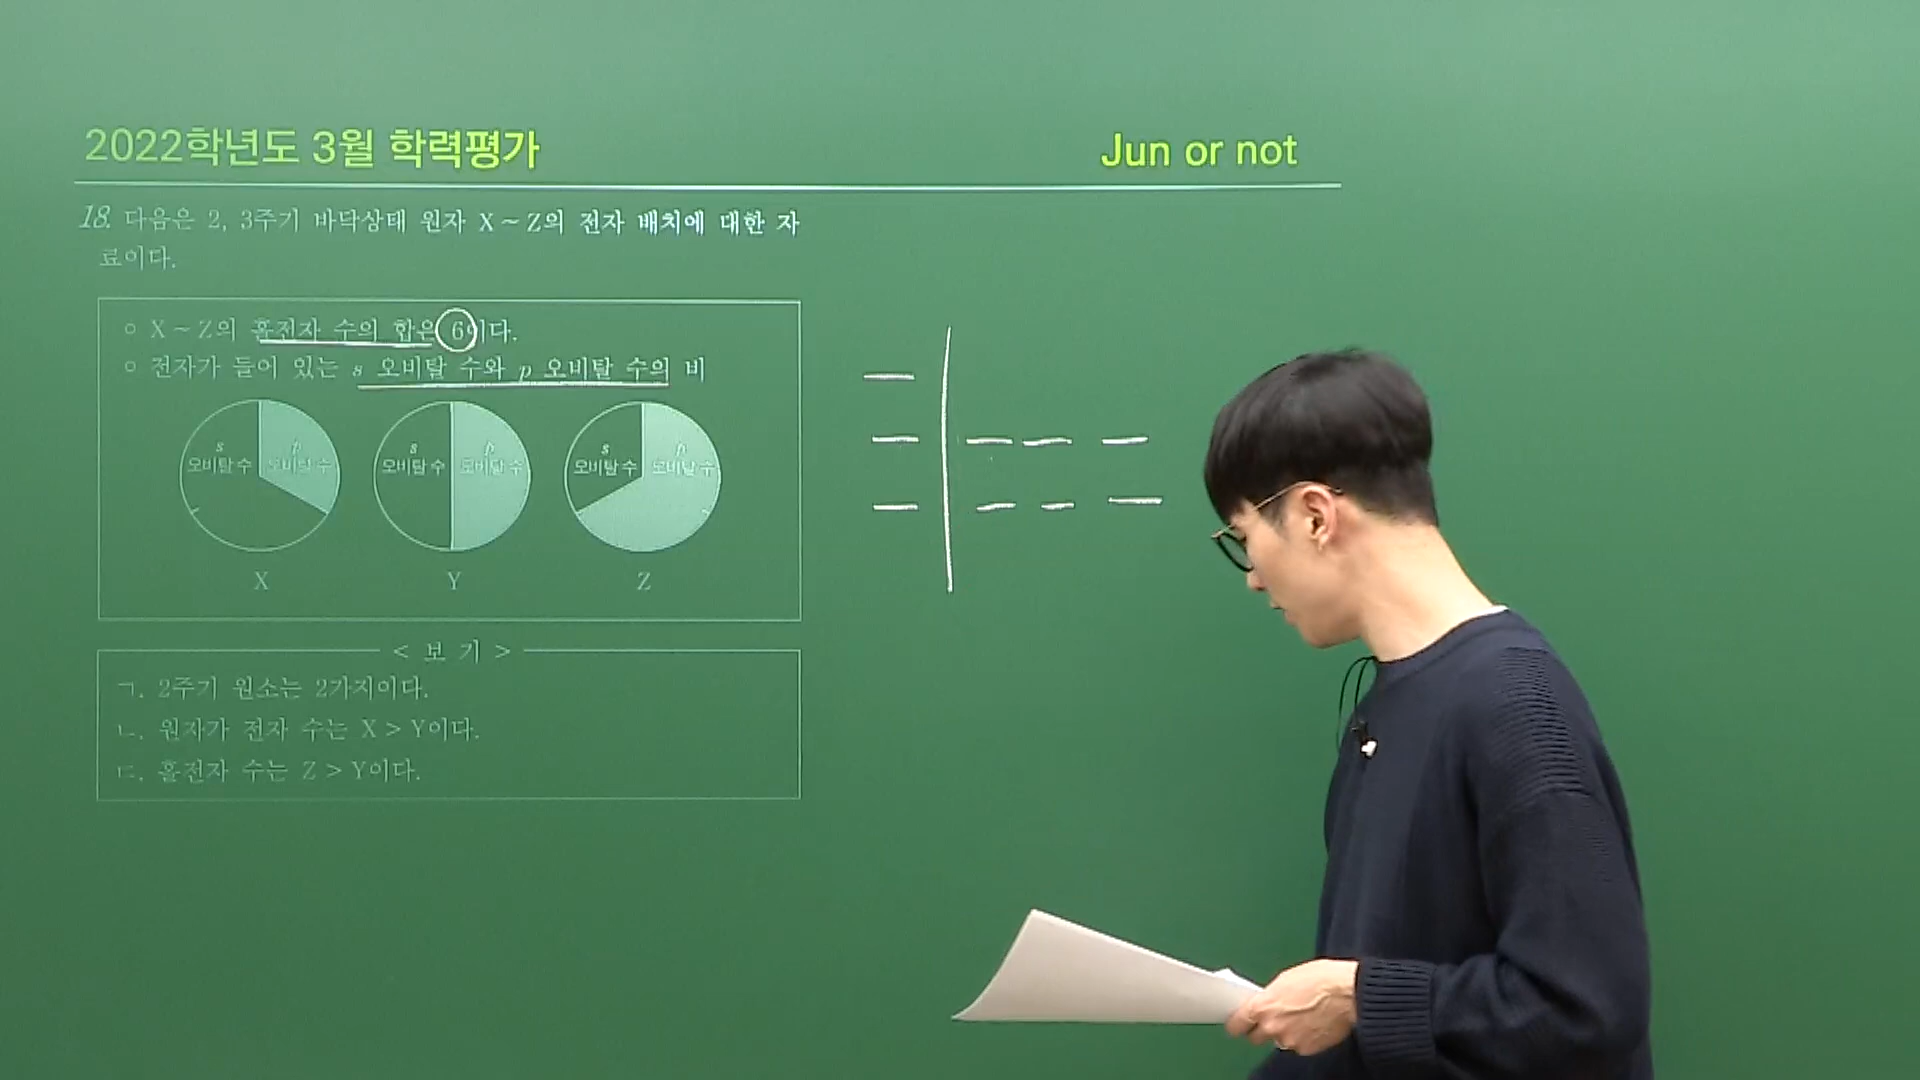 2022학년도 3월 학력평가
Jun or not
18. 다음은 2, 3주기 바닥상태 원자 X ~ Z의 전자 배치에 대한 자
료이다.
○ X ~ Z의 홀전자 수의 합은 6이다.
○ 전자가 들어 있는 s 오비탈 수와 p 오비탈 수의 비
s 오비탈 수 p 오비탈 수
s 오비탈 수 p 오비탈 수
s 오비탈 수 p 오비탈 수
X Y Z
< 보 기 >
ㄱ. 2주기 원소는 2가지이다.
ㄴ. 원자가 전자 수는 X > Y이다.
ㄷ. 홀전자 수는 Z > Y이다.